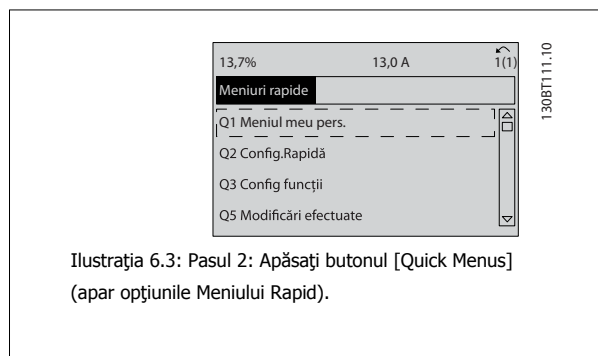 13,7% 13,0 A 1(1)
Meniuri rapide
Q1 Meniul meu pers.
Q2 Config.Rapidă
Q3 Config funcții
Q5 Modificări efectuate
130BT111.10
Ilustraţia 6.3: Pasul 2: Apăsaţi butonul [Quick Menus]
(apar opţiunile Meniului Rapid).